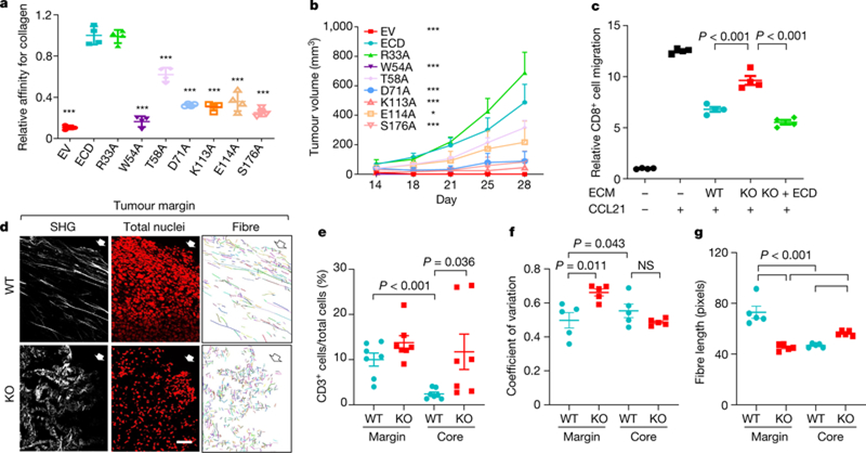 a
Relative affinity for collagen
1.2
0.8
0.4
0
***
***
***
***
***
***
***
EV
ECD
R33A
W54A
T58A
D71A
K113A
E114A
S176A
b
Tumour volume (mm³)
1,000
800
600
400
200
0
EV ***
ECD
R33A
W54A ***
T58A
D71A ***
K113A ***
E114A *
S176A ***
14 18 21 25 28
Day
c
Relative CD8⁺ cell migration
15
10
5
0
P < 0.001 P < 0.001
ECM – – WT KO KO + ECD
CCL21 – + + + +
d
Tumour margin
SHG Total nuclei Fibre
WT
KO
e
CD3⁺ cells/total cells (%)
30
20
10
0
P = 0.036
P < 0.001
WT KO WT KO
Margin Core
f
Coefficient of variation
0.8
0.6
0.4
0.2
0
P = 0.043
P = 0.011 NS
WT KO WT KO
Margin Core
g
Fibre length (pixels)
120
80
40
0
P < 0.001
WT KO WT KO
Margin Core